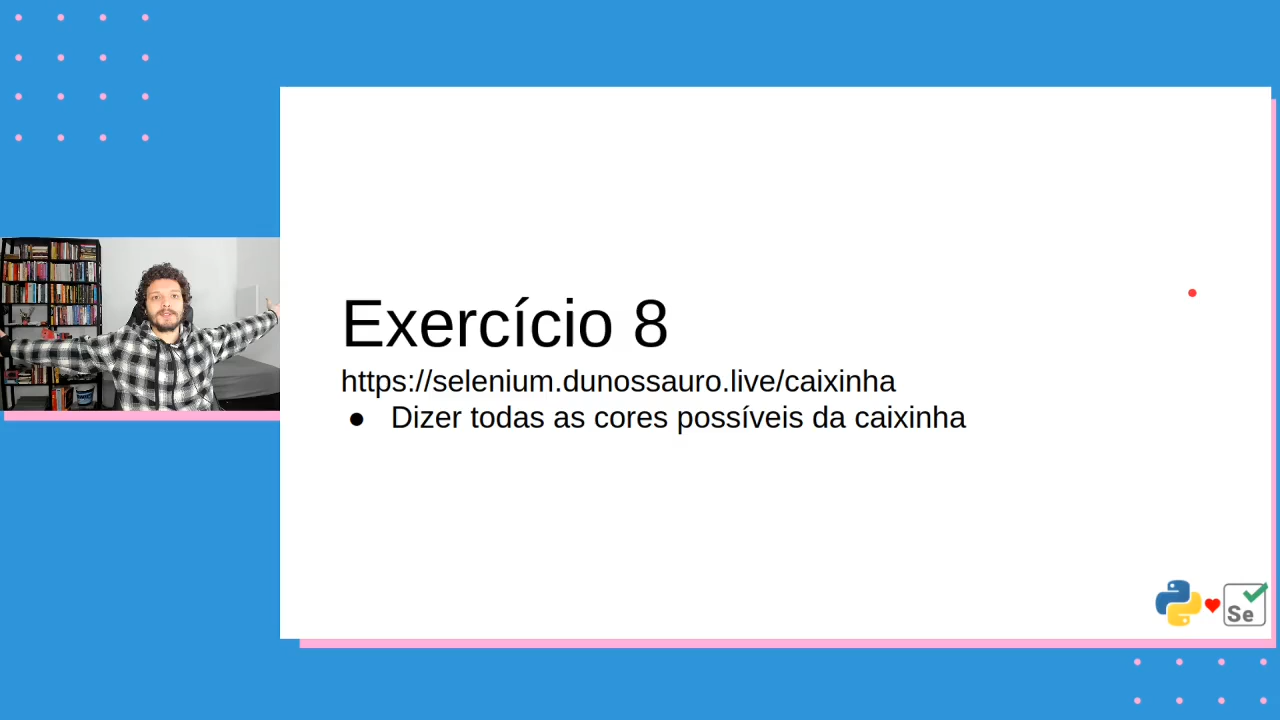 Exercício 8
https://selenium.dunossauro.live/caixinha
● Dizer todas as cores possíveis da caixinha
Se